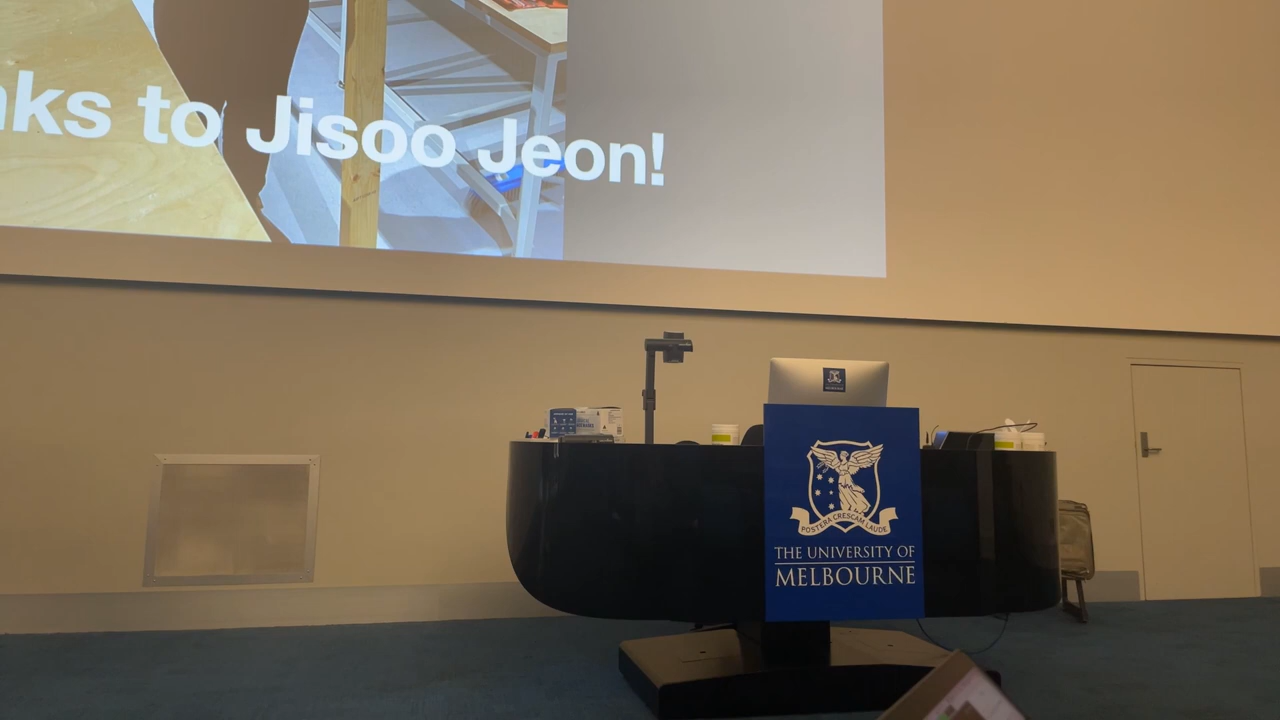 nks to Jisoo Jeon!
POSTERA CRESCAM LAUDE
THE UNIVERSITY OF
MELBOURNE